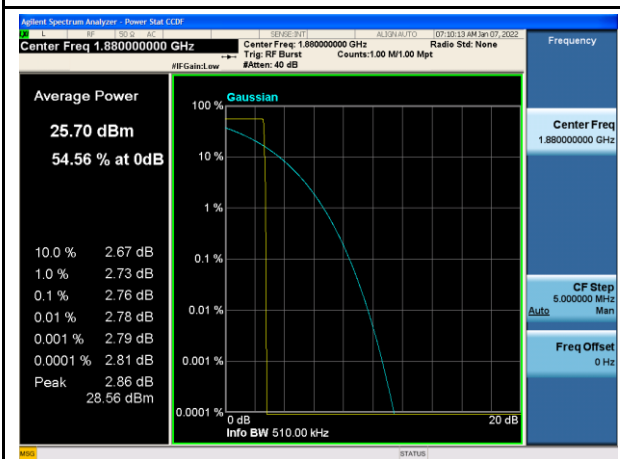 Agilent Spectrum Analyzer - Power Stat CCDF
L RF 50 Ω AC SENSE:INT ALIGN AUTO 07:10:13 AM Jan 07, 2022
Center Freq 1.880000000 GHz Center Freq: 1.880000000 GHz Radio Std: None Frequency
Trig: RF Burst Counts:1.00 M/1.00 Mpt
#IFGain:Low #Atten: 40 dB
Average Power
25.70 dBm
54.56 % at 0dB
10.0 % 2.67 dB
1.0 % 2.73 dB
0.1 % 2.76 dB
0.01 % 2.78 dB
0.001 % 2.79 dB
0.0001 % 2.81 dB
Peak 2.86 dB
28.56 dBm
Gaussian
100 %
10 %
1 %
0.1 %
0.01 %
0.001 %
0.0001 %
0 dB 20 dB
Info BW 510.00 kHz
Center Freq
1.880000000 GHz
CF Step
5.000000 MHz
Auto Man
Freq Offset
0 Hz
MSG STATUS